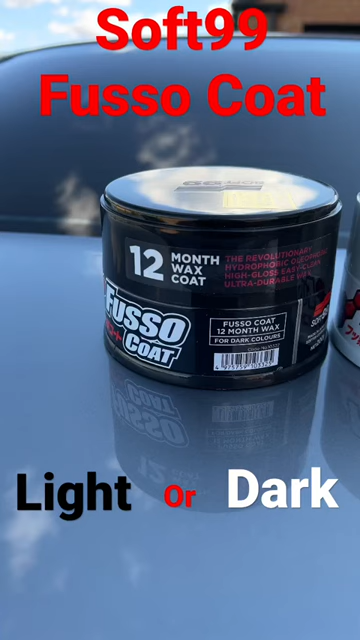 Soft99
Fusso Coat
12 MONTH WAX COAT
THE REVOLUTIONARY
HYDROPHOBIC
HIGH-GLOSS EASY-CLEAN
ULTRA-DURABLE WAX
FUSSO
COAT
FUSSO COAT
12 MONTH WAX
FOR DARK COLOURS
Light or Dark